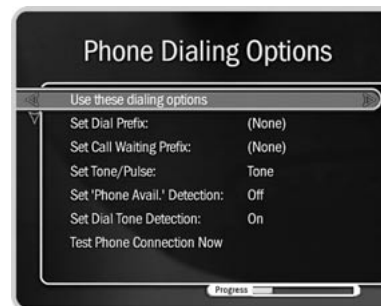 Phone Dialing Options
Use these dialing options
Set Dial Prefix: (None)
Set Call Waiting Prefix: (None)
Set Tone/Pulse: Tone
Set 'Phone Avail.' Detection: Off
Set Dial Tone Detection: On
Test Phone Connection Now
Progress